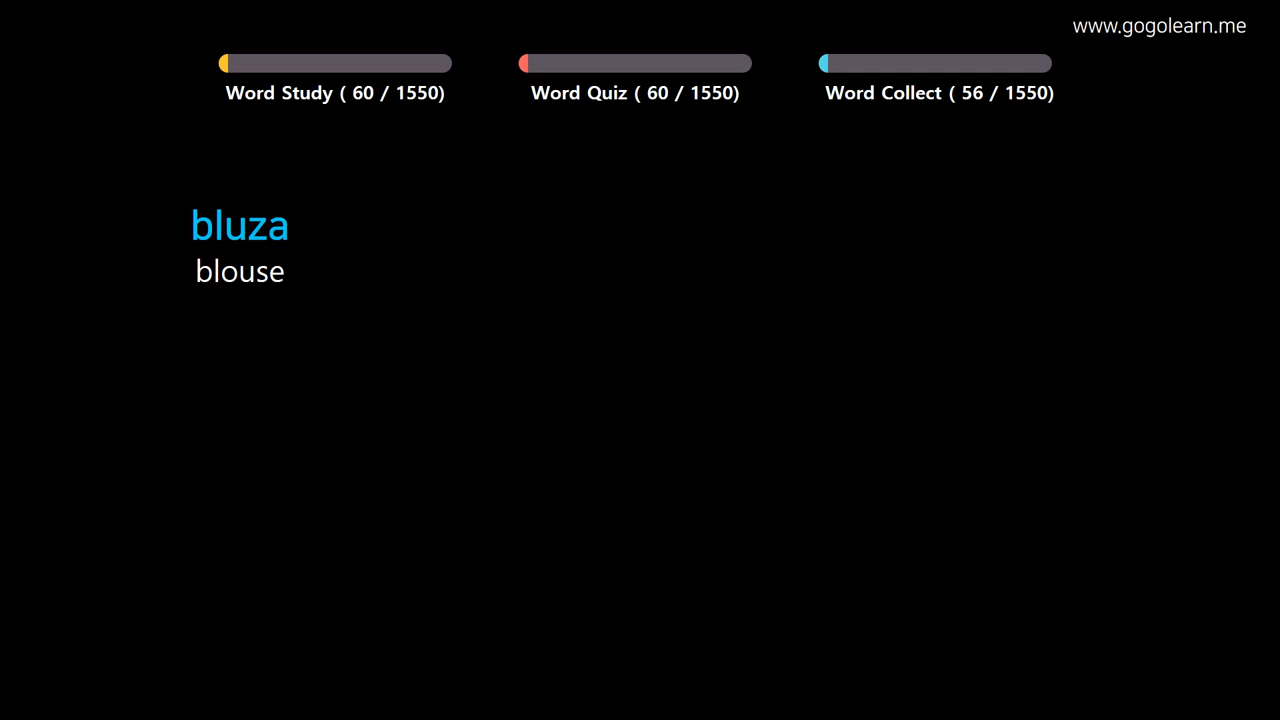 www.gogolearn.me
Word Study ( 60 / 1550)
Word Quiz ( 60 / 1550)
Word Collect ( 56 / 1550)
bluza
blouse